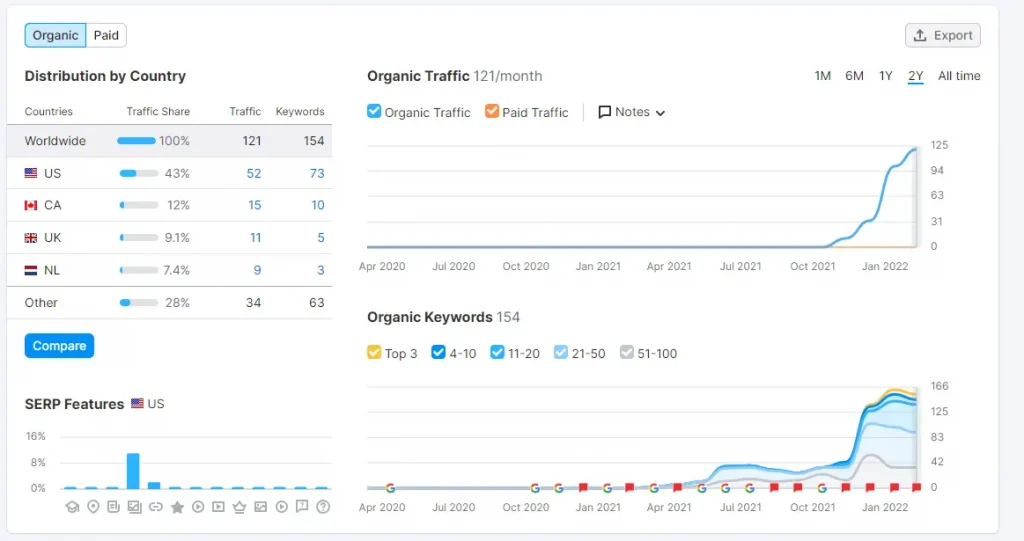 Organic Paid
Export
Distribution by Country
Countries Traffic Share Traffic Keywords
Worldwide 100% 121 154
US 43% 52 73
CA 12% 15 10
UK 9.1% 11 5
NL 7.4% 9 3
Other 28% 34 63
Compare
SERP Features US
16%
8%
0%
Organic Traffic 121/month
1M 6M 1Y 2Y All time
Organic Traffic Paid Traffic Notes
125
94
63
31
0
Apr 2020 Jul 2020 Oct 2020 Jan 2021 Apr 2021 Jul 2021 Oct 2021 Jan 2022
Organic Keywords 154
Top 3 4-10 11-20 21-50 51-100
166
125
83
42
0
Apr 2020 Jul 2020 Oct 2020 Jan 2021 Apr 2021 Jul 2021 Oct 2021 Jan 2022